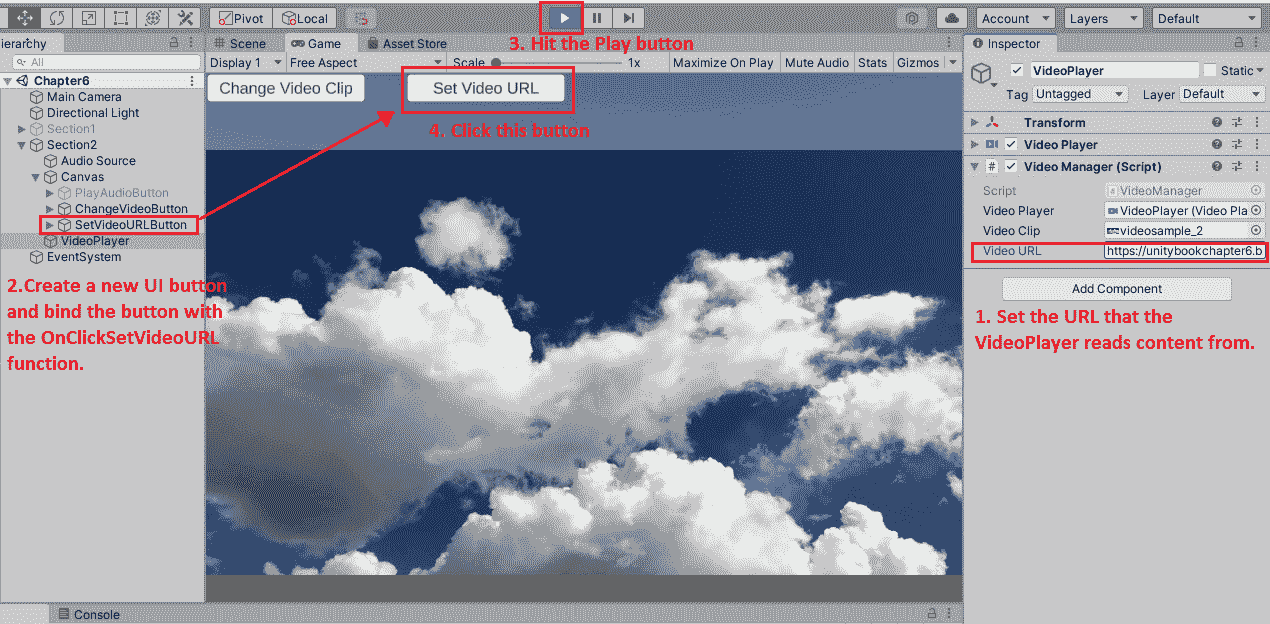 Pivot Local Account Layers Default
ierarchy Scene Game Asset Store Inspector
3. Hit the Play button
All
Display 1 Free Aspect Scale 1x Maximize On Play Mute Audio Stats Gizmos
VideoPlayer Static
Tag Untagged Layer Default
Chapter6
Main Camera
Directional Light
Section1
Section2
Audio Source
Canvas
PlayAudioButton
ChangeVideoButton
SetVideoURLButton
VideoPlayer
EventSystem
2.Create a new UI button
and bind the button with
the OnClickSetVideoURL
function.
Change Video Clip Set Video URL
4. Click this button
Transform
Video Player
# Video Manager (Script)
Script # VideoManager
Video Player VideoPlayer (Video Pla
Video Clip videosample_2
Video URL https://unitybookchapter6.b
Add Component
1. Set the URL that the
VideoPlayer reads content from.
Console